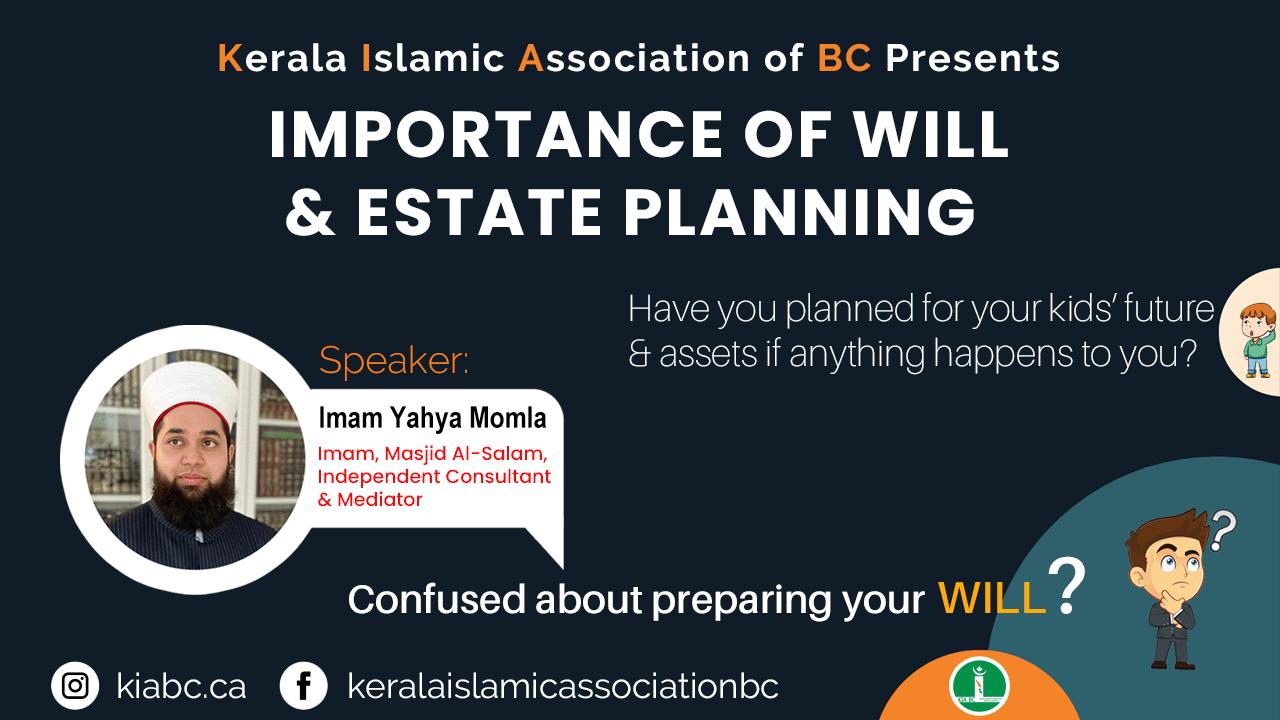 Kerala Islamic Association of BC Presents
IMPORTANCE OF WILL
& ESTATE PLANNING
Have you planned for your kids’ future
& assets if anything happens to you?
Speaker:
Imam Yahya Momla
Imam, Masjid Al-Salam,
Independent Consultant
& Mediator
Confused about preparing your WILL?
kiabc.ca
keralaislamicassociationbc